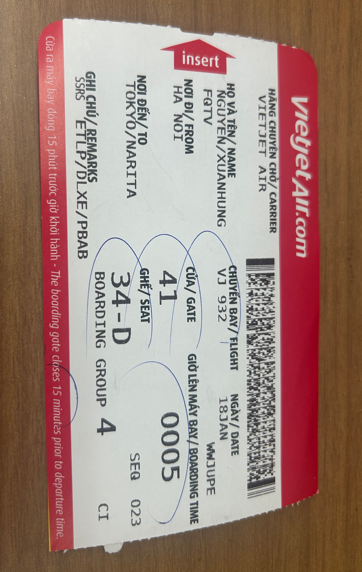 vietjetAir.com
HÃNG CHUYÊN CHỞ/ CARRIER
VIETJET AIR
HỌ VÀ TÊN/ NAME
NGUYEN/XUANHUNG
FQTV
CHUYẾN BAY/ FLIGHT
VJ 932
NGÀY/ DATE
18JAN
WWJUPE
insert
NƠI ĐI/ FROM
HA NOI
CỬA/ GATE
41
GIỜ LÊN MÁY BAY/ BOARDING TIME
0005
NƠI ĐẾN/ TO
TOKYO/NARITA
GHẾ/ SEAT
34-D
SEQ 023
GHI CHÚ/ REMARKS
SSRS ETLP/DLXE/PBAB
BOARDING GROUP 4
CI
Cửa ra máy bay đóng 15 phút trước giờ khởi hành - The boarding gate closes 15 minutes prior to departure time.